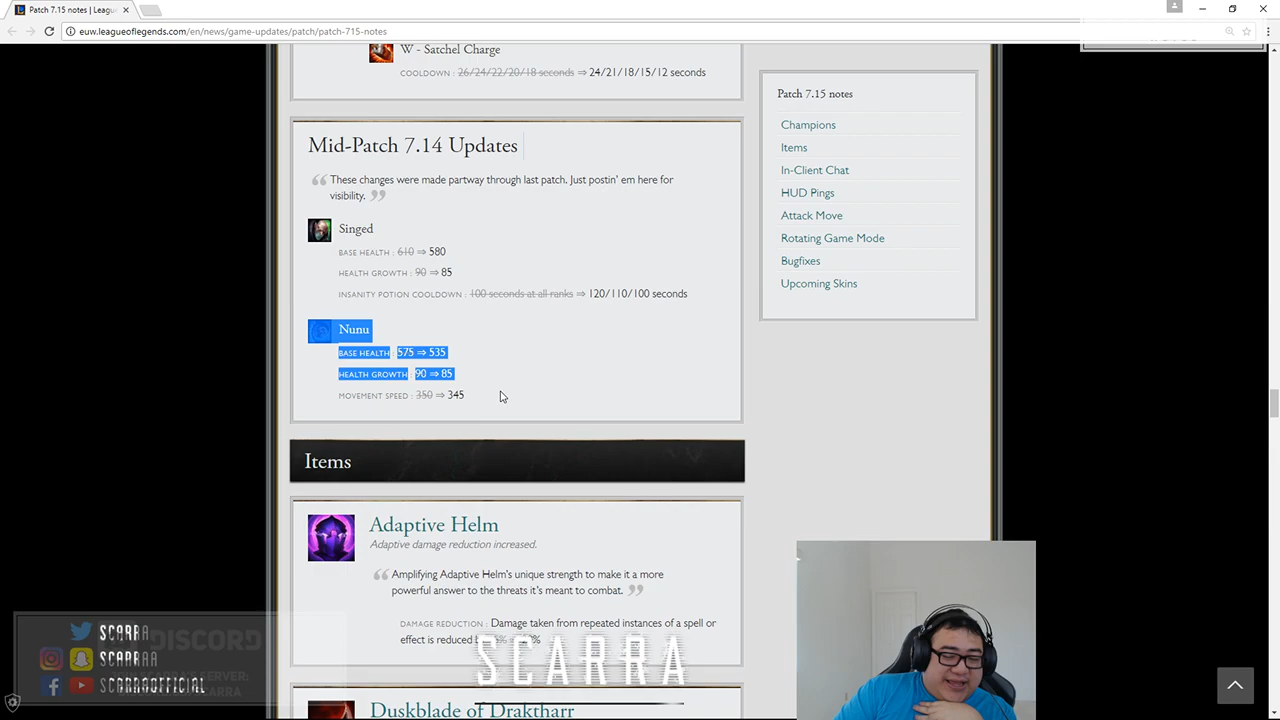 Patch 7.15 notes | Leagu
euw.leagueoflegends.com/en/news/game-updates/patch/patch-715-notes
W - Satchel Charge
COOLDOWN : 26/24/22/20/18 seconds ⇒ 24/21/18/15/12 seconds
Mid-Patch 7.14 Updates
These changes were made partway through last patch. Just postin' em here for
visibility.
Singed
BASE HEALTH : 610 ⇒ 580
HEALTH GROWTH : 90 ⇒ 85
INSANITY POTION COOLDOWN : 100 seconds at all ranks ⇒ 120/110/100 seconds
Nunu
BASE HEALTH : 575 ⇒ 535
HEALTH GROWTH : 90 ⇒ 85
MOVEMENT SPEED : 350 ⇒ 345
Items
Adaptive Helm
Adaptive damage reduction increased.
Amplifying Adaptive Helm's unique strength to make it a more
powerful answer to the threats it's meant to combat.
DAMAGE REDUCTION : Damage taken from repeated instances of a spell or
effect is reduced
Duskblade of Draktharr
Patch 7.15 notes
Champions
Items
In-Client Chat
HUD Pings
Attack Move
Rotating Game Mode
Bugfixes
Upcoming Skins
SCARRA
SCARRA
SCARRAOFFICIAL
DISCORD
SERVER:
SCARRA